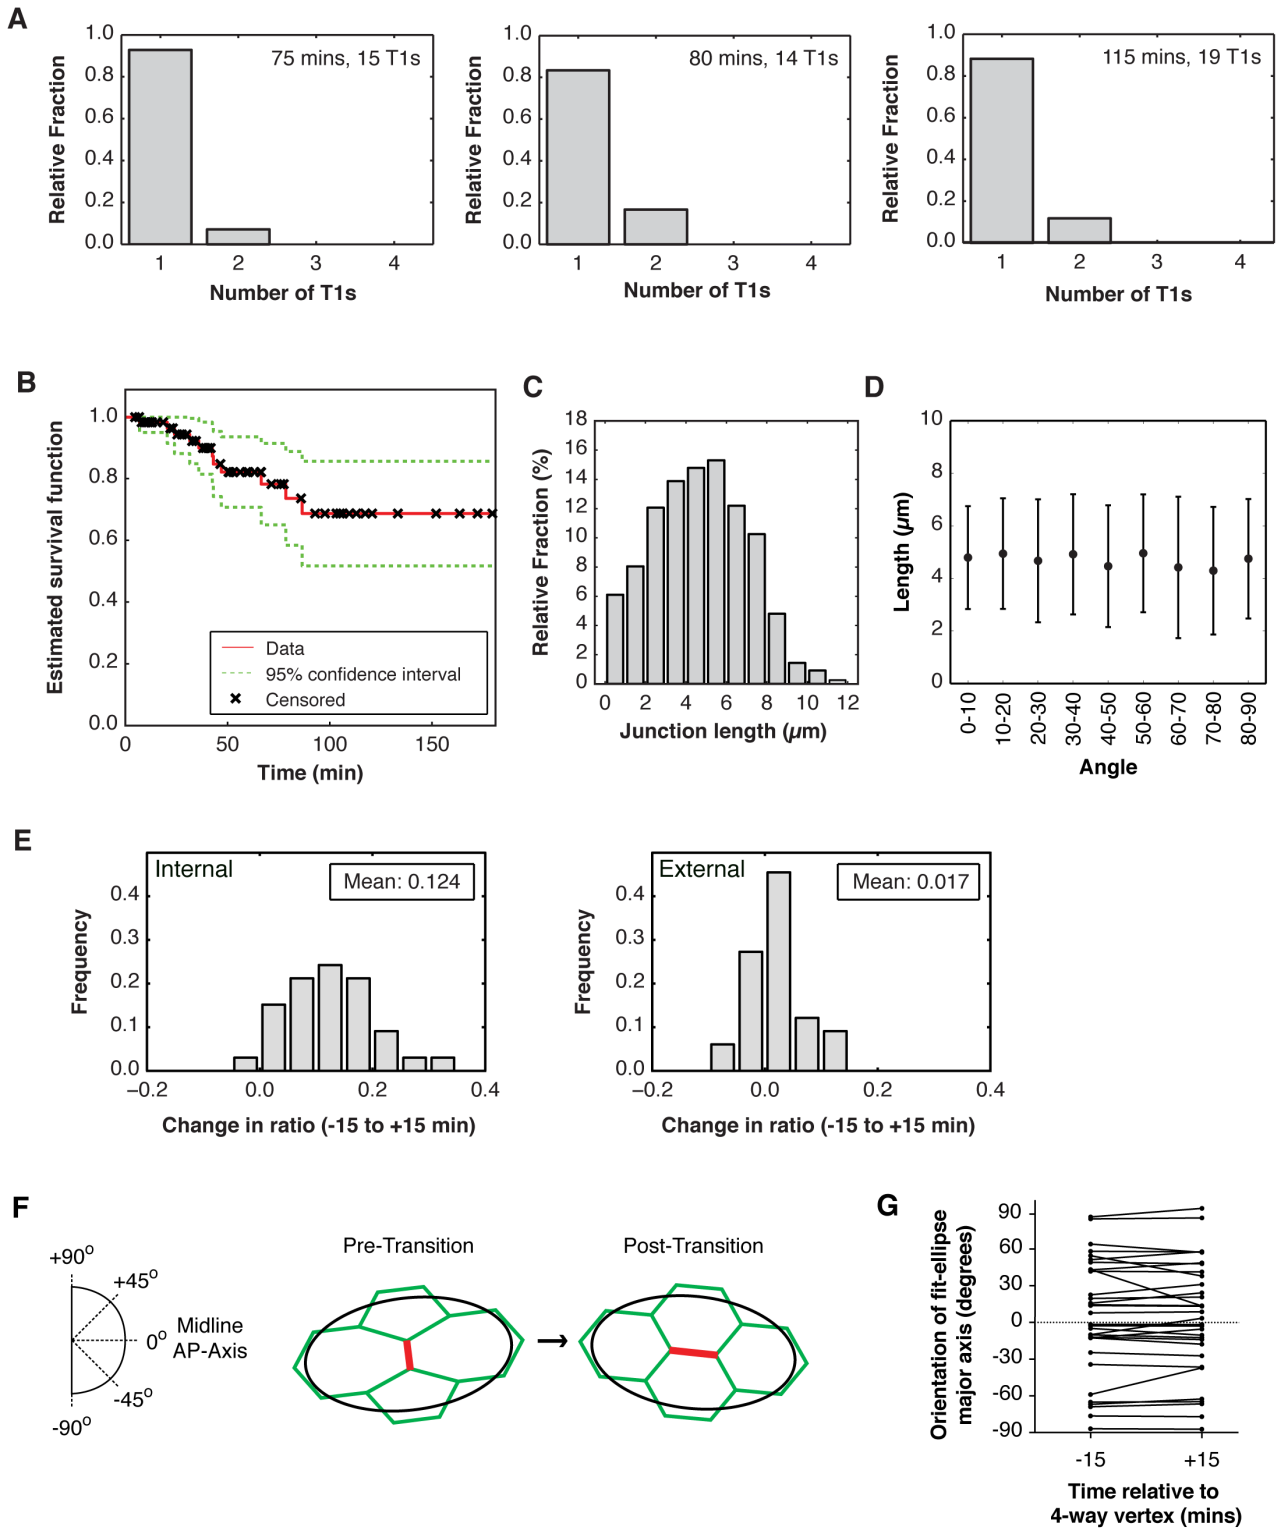 A
1.0
0.8
0.6
0.4
0.2
0.0
Relative Fraction
75 mins, 15 T1s
1 2 3 4
Number of T1s
1.0
0.8
0.6
0.4
0.2
0.0
Relative Fraction
80 mins, 14 T1s
1 2 3 4
Number of T1s
1.0
0.8
0.6
0.4
0.2
0.0
Relative Fraction
115 mins, 19 T1s
1 2 3 4
Number of T1s
B
1.0
0.8
0.6
0.4
0.2
0.0
Estimated survival function
Data
95% confidence interval
Censored
0 50 100 150
Time (min)
C
18
16
14
12
10
8
6
4
2
0
Relative Fraction (%)
0 2 4 6 8 10 12
Junction length (µm)
D
10
8
6
4
2
0
Length (µm)
0-10 10-20 20-30 30-40 40-50 50-60 60-70 70-80 80-90
Angle
E
Internal
Mean: 0.124
0.4
0.3
0.2
0.1
0.0
Frequency
−0.2 0.0 0.2 0.4
Change in ratio (-15 to +15 min)
External
Mean: 0.017
0.4
0.3
0.2
0.1
0.0
Frequency
−0.2 0.0 0.2 0.4
Change in ratio (-15 to +15 min)
F
+90o
+45o
0o
-45o
-90o
Midline
AP-Axis
Pre-Transition
Post-Transition
G
90
60
30
0
-30
-60
-90
Orientation of fit-ellipse
major axis (degrees)
-15 +15
Time relative to
4-way vertex (mins)